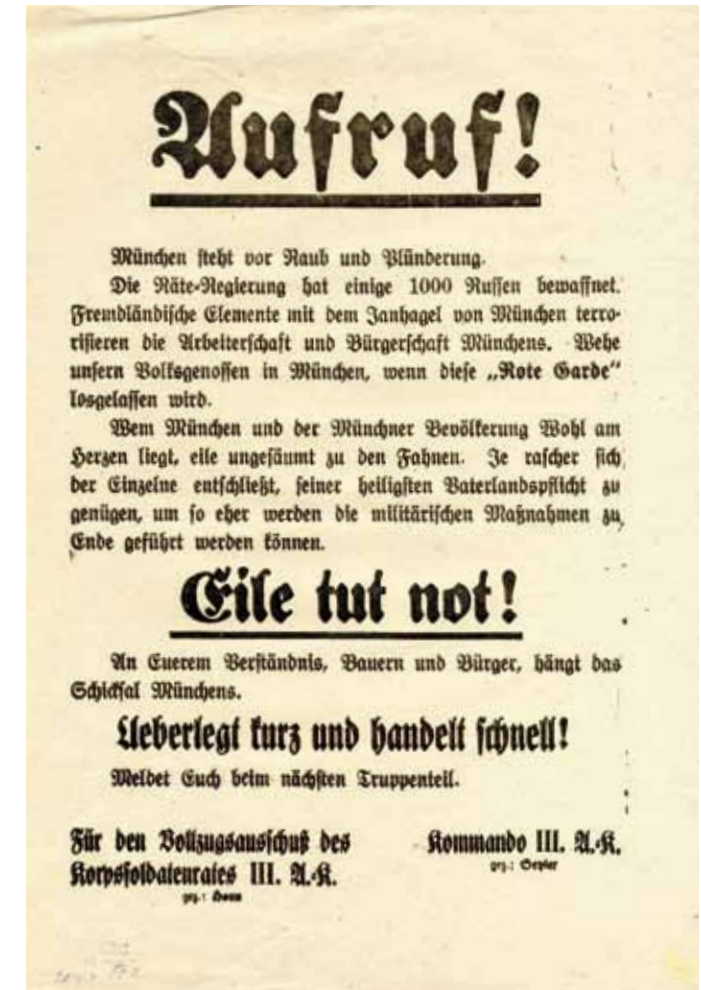 Aufruf!
München steht vor Raub und Plünderung.
Die Räte-Regierung hat einige 1000 Russen bewaffnet.
Fremdländische Elemente mit dem Janhagel von München terro-
risieren die Arbeiterschaft und Bürgerschaft Münchens. Wehe
unsern Volksgenossen in München, wenn diese „Rote Garde“
losgelassen wird.
Wem München und der Münchner Bevölkerung Wohl am
Herzen liegt, eile ungesäumt zu den Fahnen. Je rascher sich
der Einzelne entschließt, seiner heiligsten Vaterlandspflicht zu
genügen, um so eher werden die militärischen Maßnahmen zu
Ende geführt werden können.
Eile tut not!
An Euerem Verständnis, Bauern und Bürger, hängt das
Schicksal Münchens.
Ueberlegt kurz und handelt schnell!
Meldet Euch beim nächsten Truppenteil.
Für den Vollzugsausschuß des
Korpssoldatenrates III. A.-K.
gez.:
Kommando III. A.-K.
gez.: